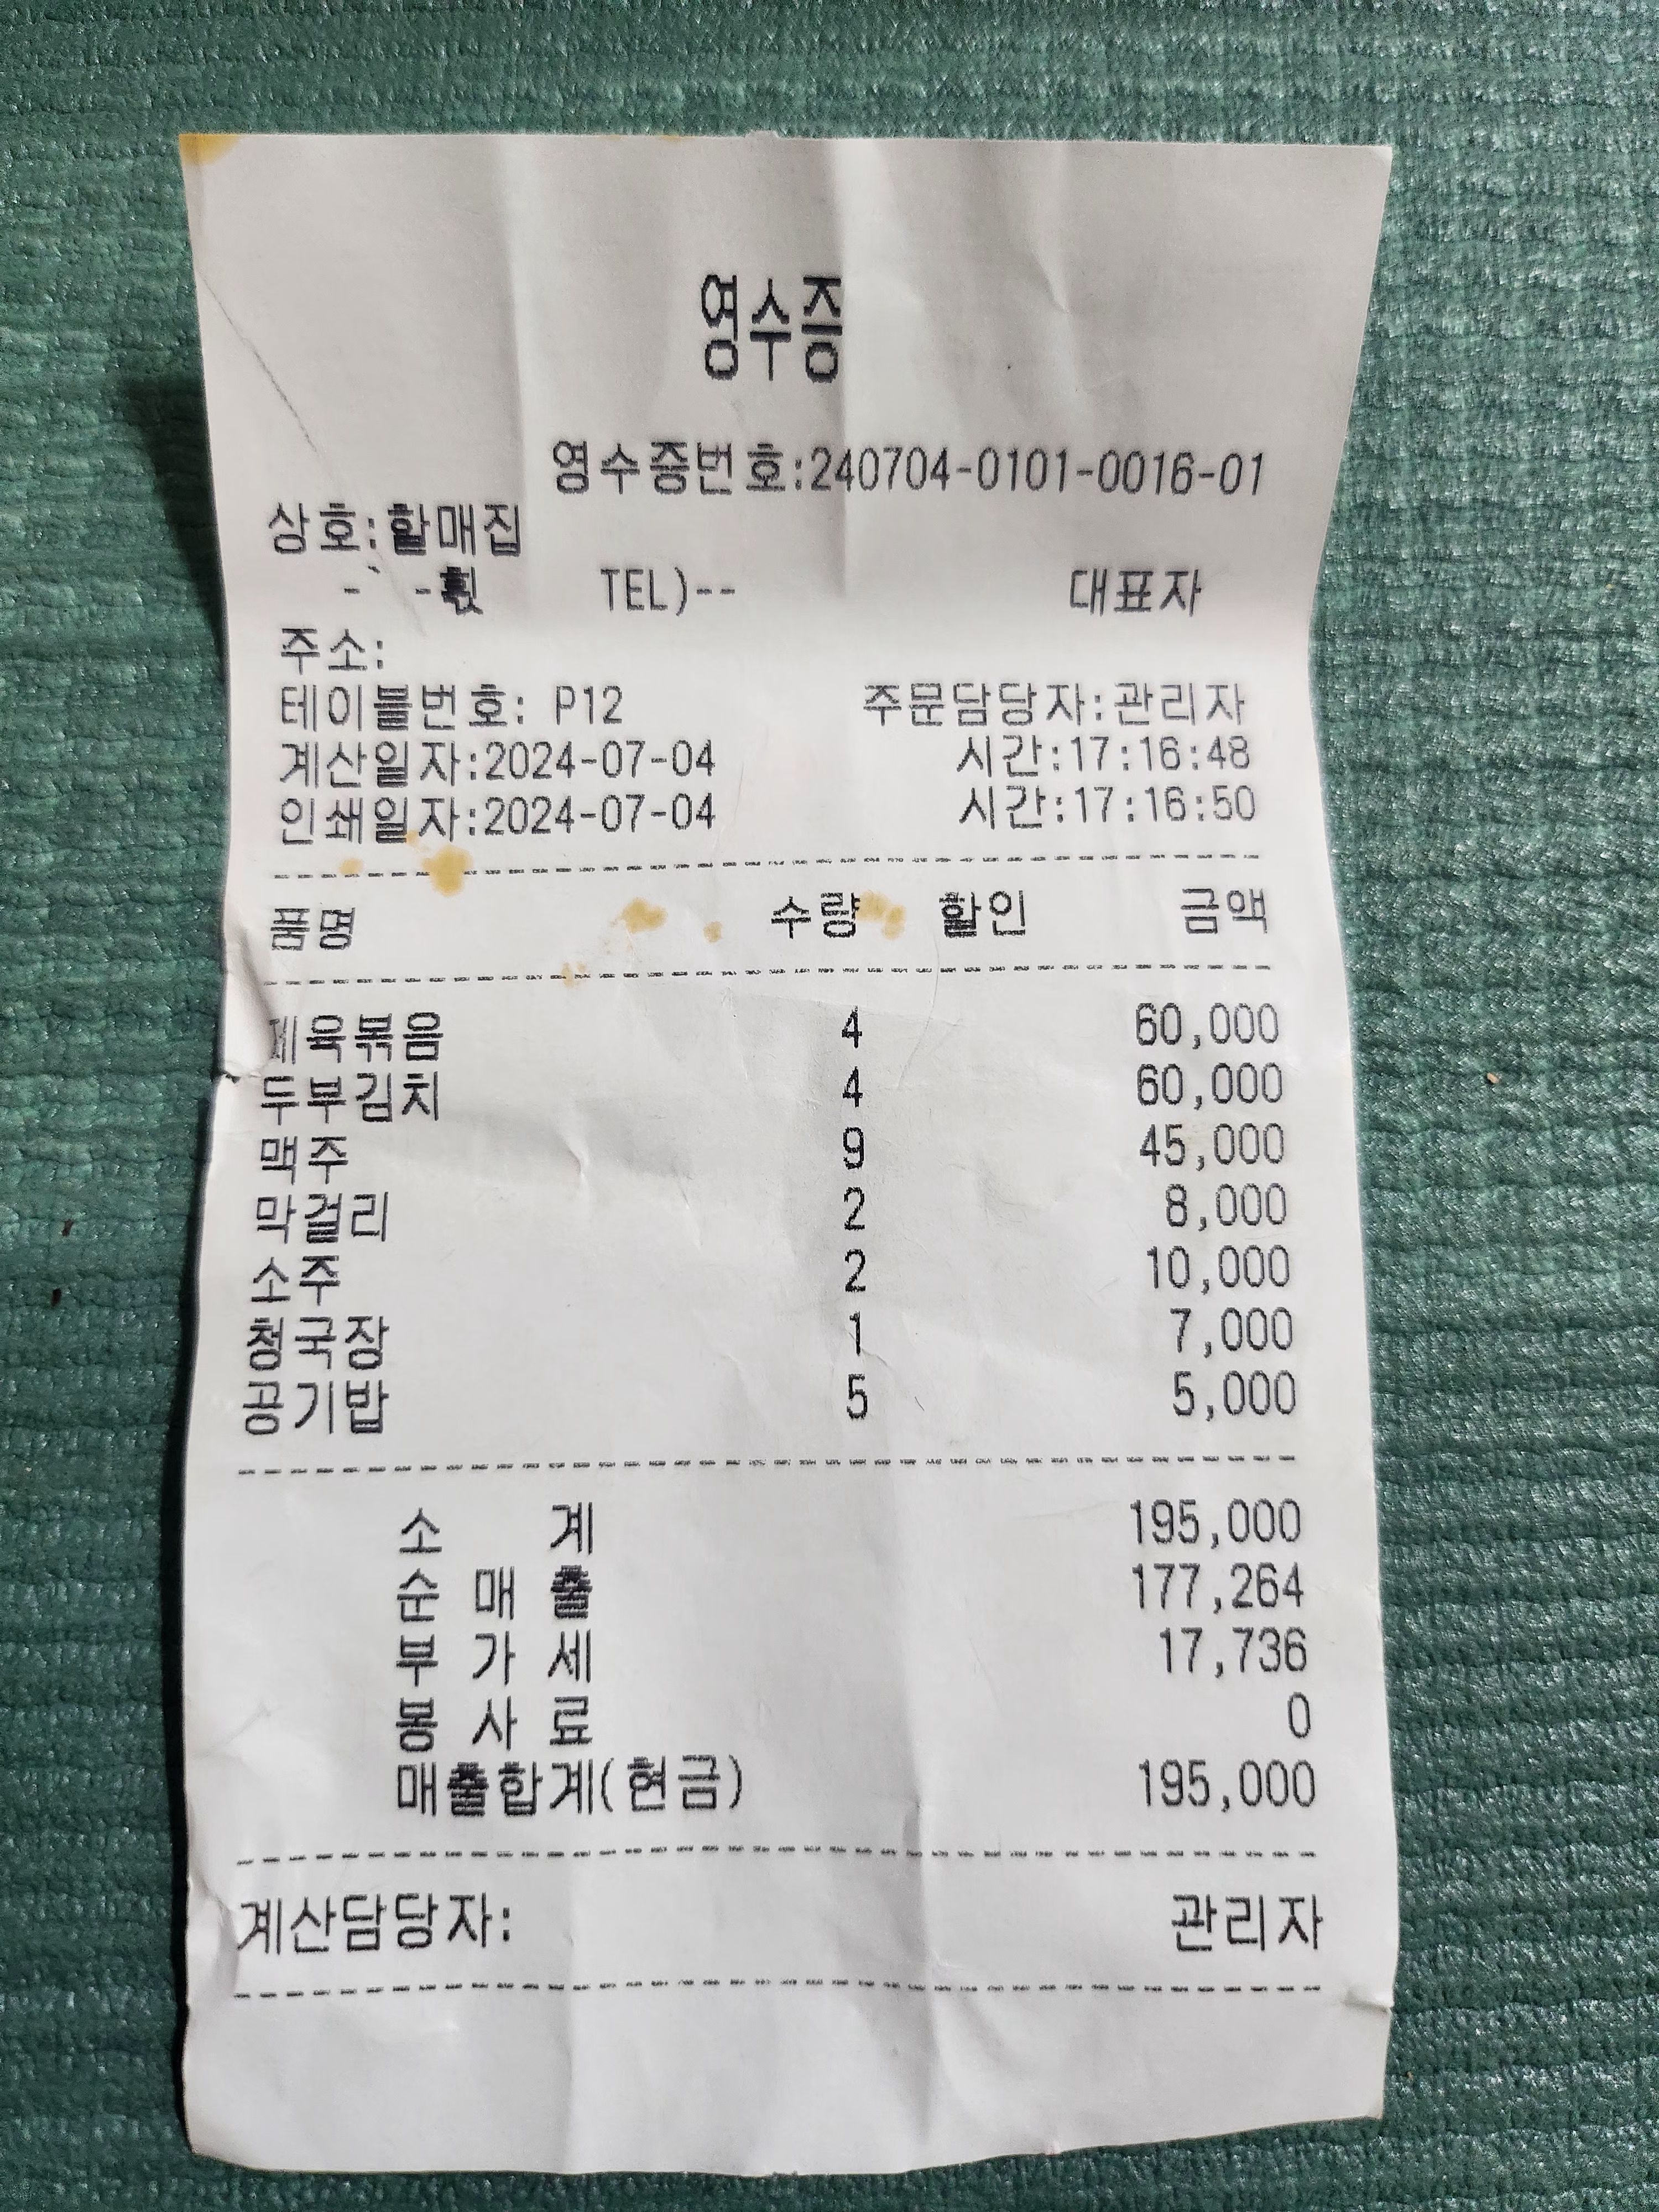 영수증
영수증번호:240704-0101-0016-01
상호:할매집
-` - TEL)-- 대표자
주소:
테이블번호: P12 주문담당자:관리자
계산일자:2024-07-04 시간:17:16:48
인쇄일자:2024-07-04 시간:17:16:50
품명 수량 할인 금액
제육볶음 4 60,000
두부김치 4 60,000
맥주 9 45,000
막걸리 2 8,000
소주 2 10,000
청국장 1 7,000
공기밥 5 5,000
소 계 195,000
순 매 출 177,264
부 가 세 17,736
봉 사 료 0
매출합계(현금) 195,000
계산담당자: 관리자